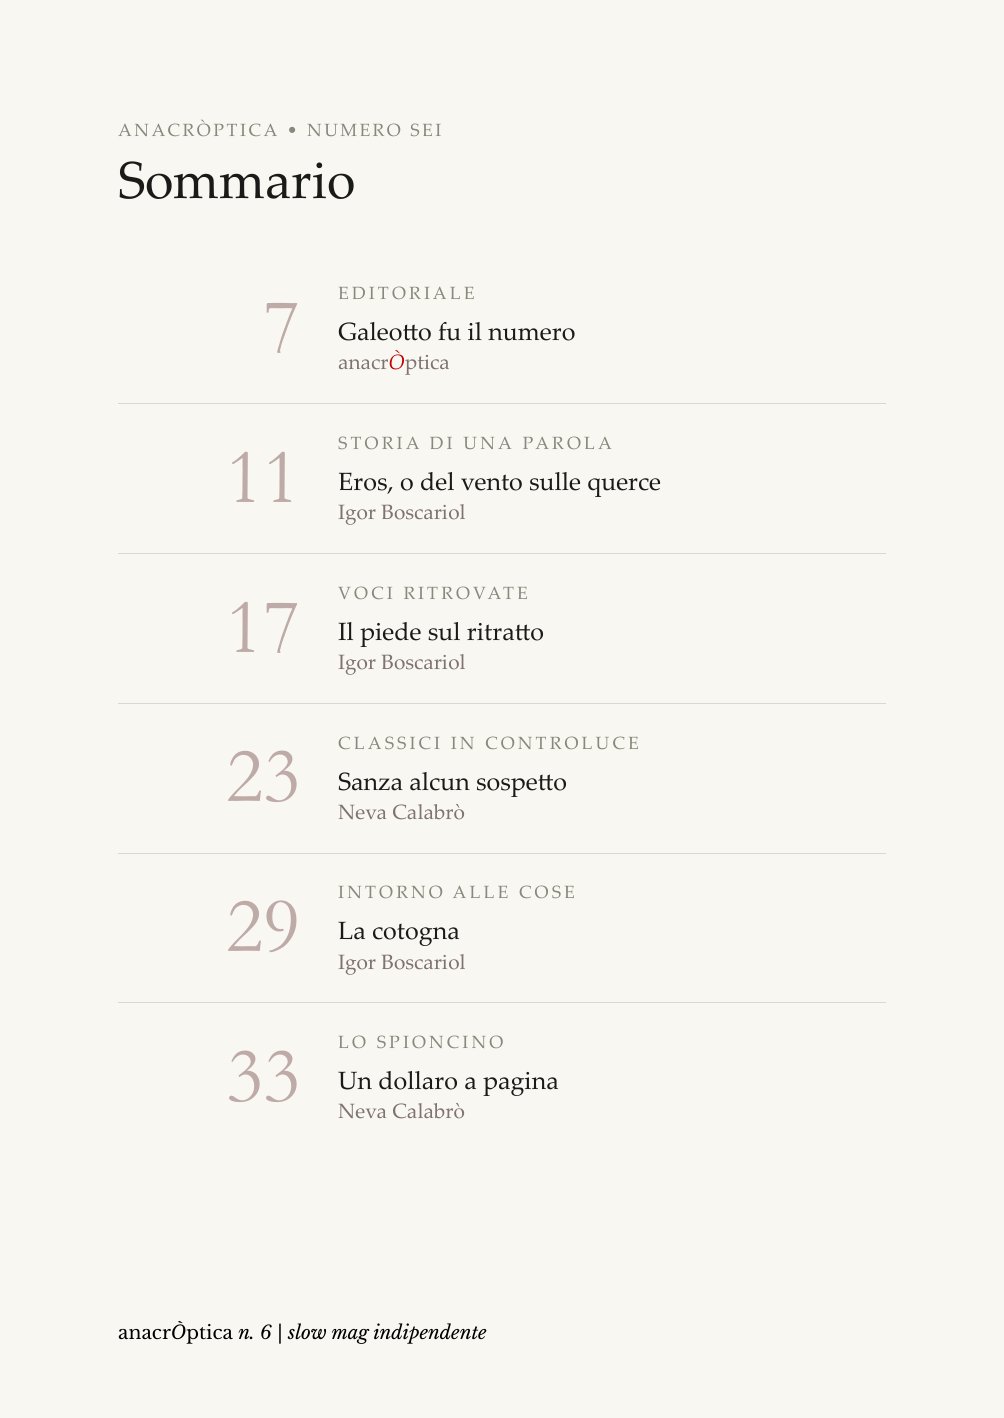 ANACRÒPTICA • NUMERO SEI
Sommario
7
EDITORIALE
Galeotto fu il numero
anacrÒptica
11
STORIA DI UNA PAROLA
Eros, o del vento sulle querce
Igor Boscariol
17
VOCI RITROVATE
Il piede sul ritratto
Igor Boscariol
23
CLASSICI IN CONTROLUCE
Sanza alcun sospetto
Neva Calabrò
29
INTORNO ALLE COSE
La cotogna
Igor Boscariol
33
LO SPIONCINO
Un dollaro a pagina
Neva Calabrò
anacrÒptica n. 6 | slow mag indipendente